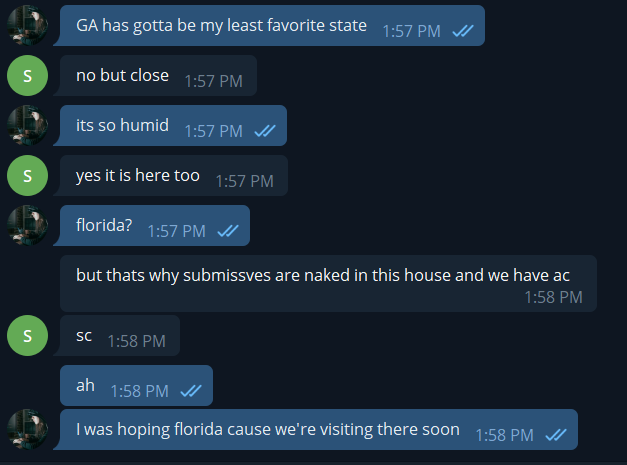 GA has gotta be my least favorite state 1:57 PM
S
no but close 1:57 PM
its so humid 1:57 PM
S
yes it is here too 1:57 PM
florida? 1:57 PM
but thats why submissves are naked in this house and we have ac
1:58 PM
S
sc 1:58 PM
ah 1:58 PM
I was hoping florida cause we're visiting there soon 1:58 PM